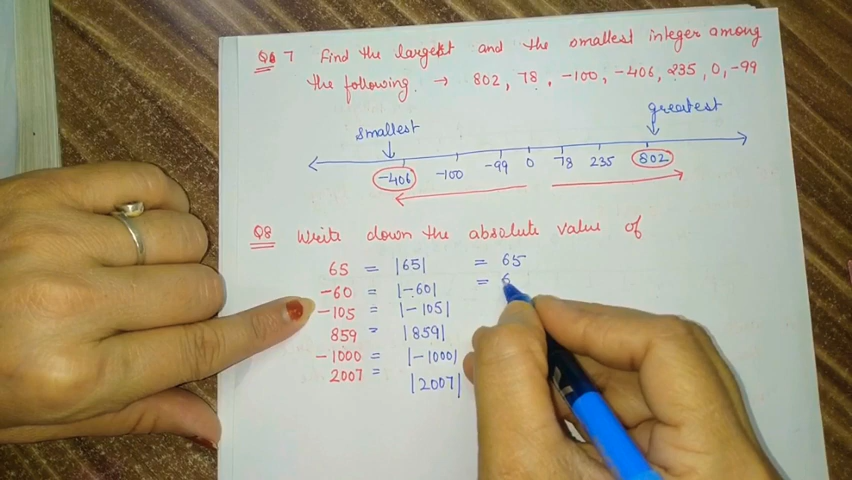 Q6 7 Find the largest and the smallest integer among
the following. → 802, 78, -100, -406, 235, 0, -99
smallest
greatest
-406 -100 -99 0 78 235 802
Q8 Write down the absolute value of
65 = |65| = 65
-60 = |-60| = 6
-105 = |-105|
859 = |859|
-1000 = |-1000|
2007 = |2007|